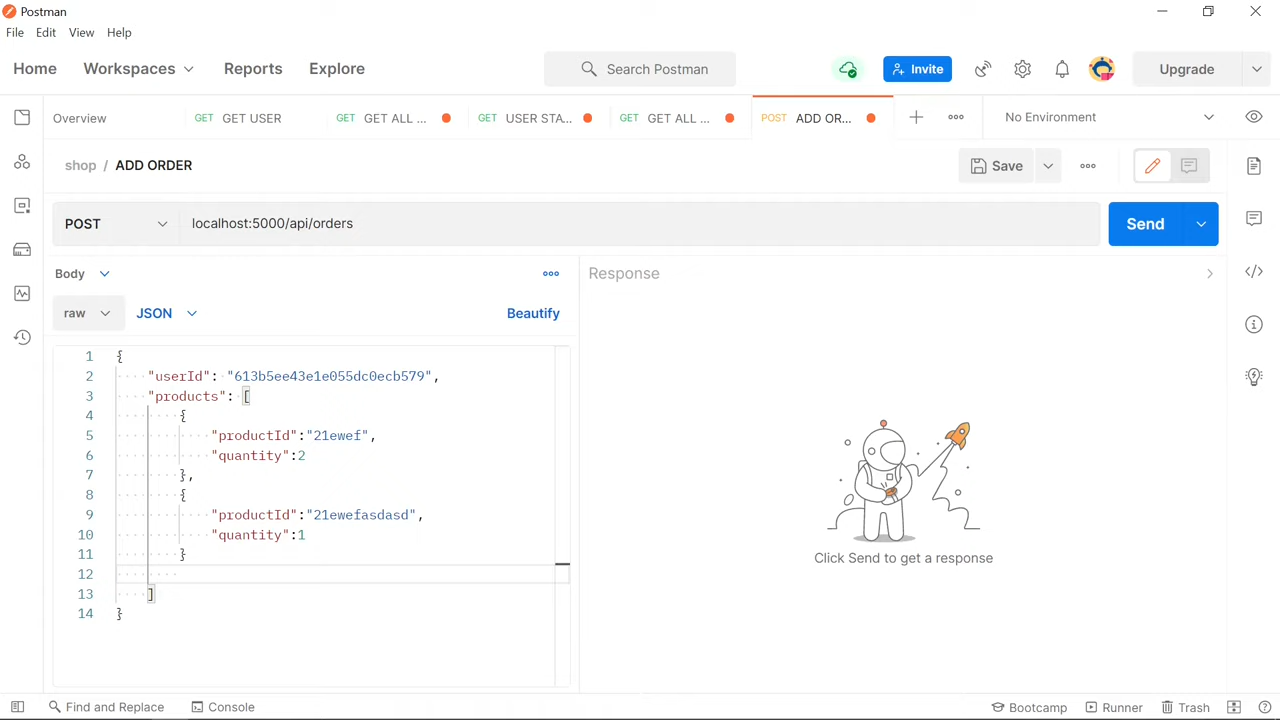 Postman
File Edit View Help
Home Workspaces Reports Explore Search Postman Invite Upgrade
Overview GET GET USER GET GET ALL ... GET USER STA... GET GET ALL ... POST ADD OR... No Environment
shop / ADD ORDER Save
POST localhost:5000/api/orders Send
Body Response
raw JSON Beautify
1 {
2 "userId": "613b5ee43e1e055dc0ecb579",
3 "products": [
4 {
5 "productId":"21ewef",
6 "quantity":2
7 },
8 {
9 "productId":"21ewefasdasd",
10 "quantity":1
11 }
12
13 ]
14 }
Click Send to get a response
Find and Replace Console Bootcamp Runner Trash